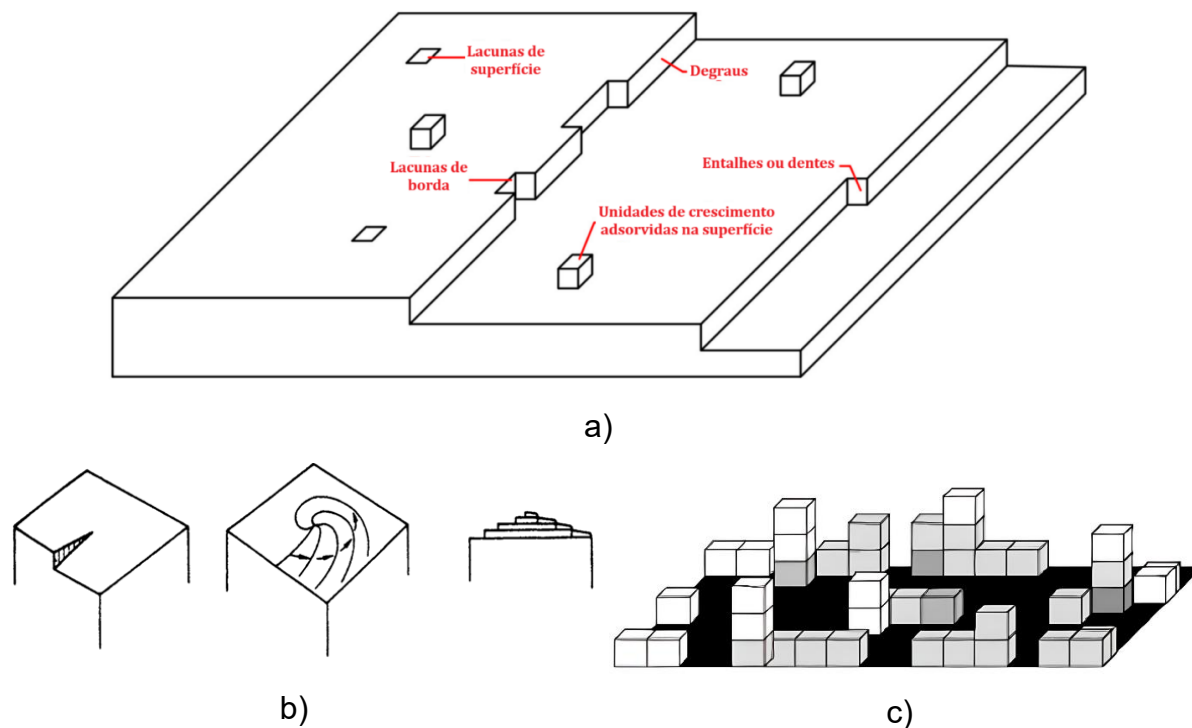 Lacunas de
superfície
Degraus
Lacunas de
borda
Entalhes ou dentes
Unidades de crescimento
adsorvidas na superfície
a)
b)
c)